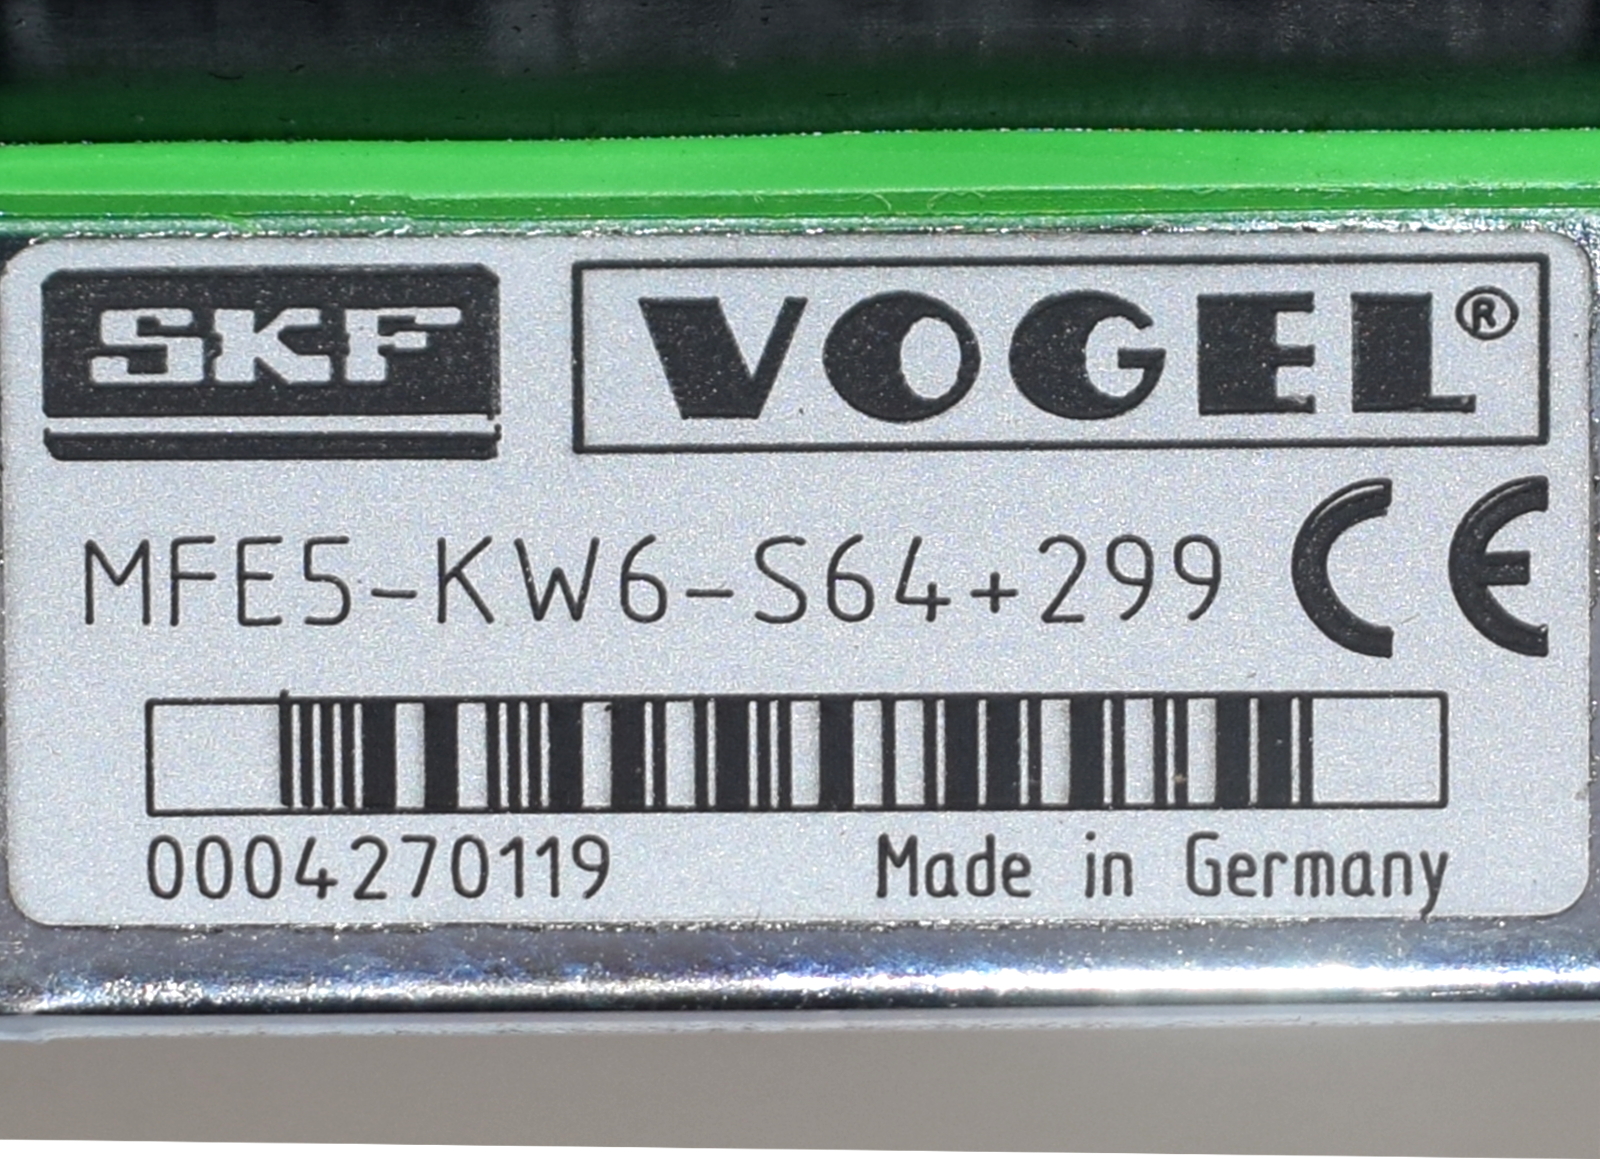 SKF VOGEL®
MFE5-KW6-S64+299 CE
0004270119 Made in Germany